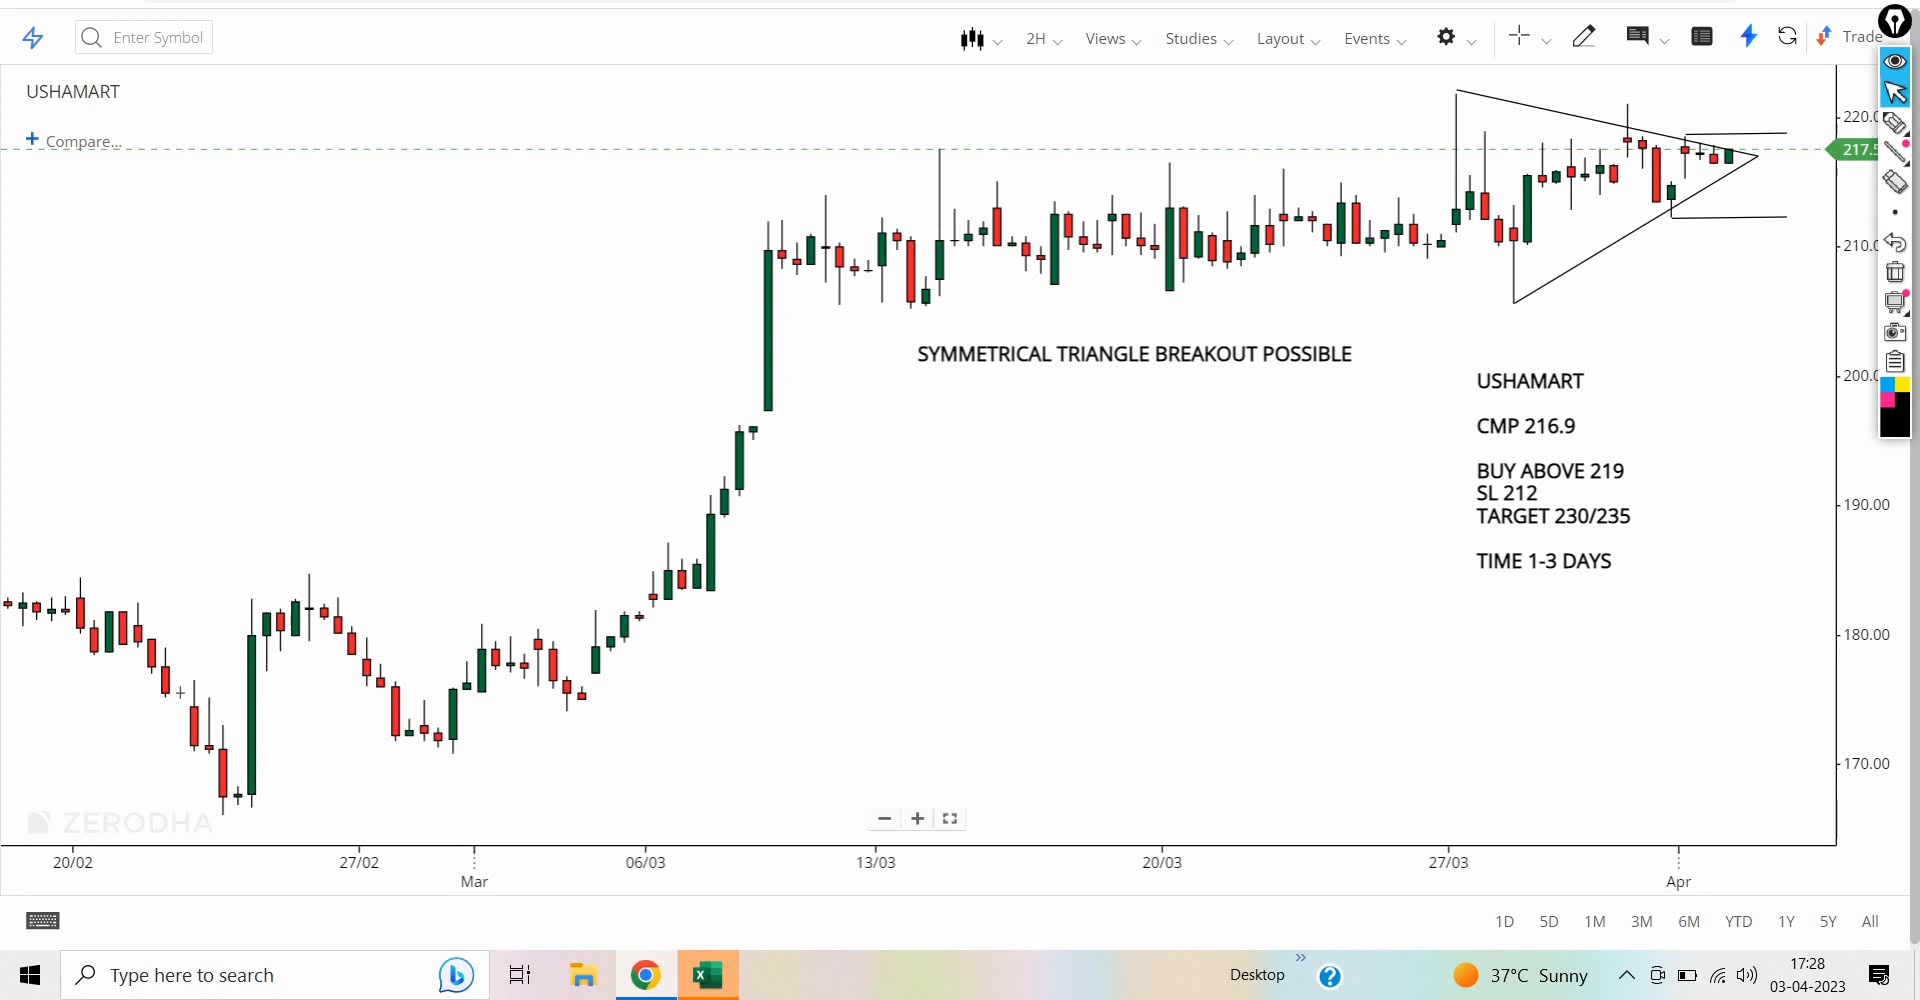 Enter Symbol
2H
Views
Studies
Layout
Events
Trade
USHAMART
+ Compare...
220.0
217.5
210.0
200.0
190.00
180.00
170.00
SYMMETRICAL TRIANGLE BREAKOUT POSSIBLE
USHAMART
CMP 216.9
BUY ABOVE 219
SL 212
TARGET 230/235
TIME 1-3 DAYS
ZERODHA
20/02
27/02
06/03
13/03
20/03
27/03
Mar
Apr
1D 5D 1M 3M 6M YTD 1Y 5Y All
Type here to search
Desktop
37°C Sunny
17:28
03-04-2023